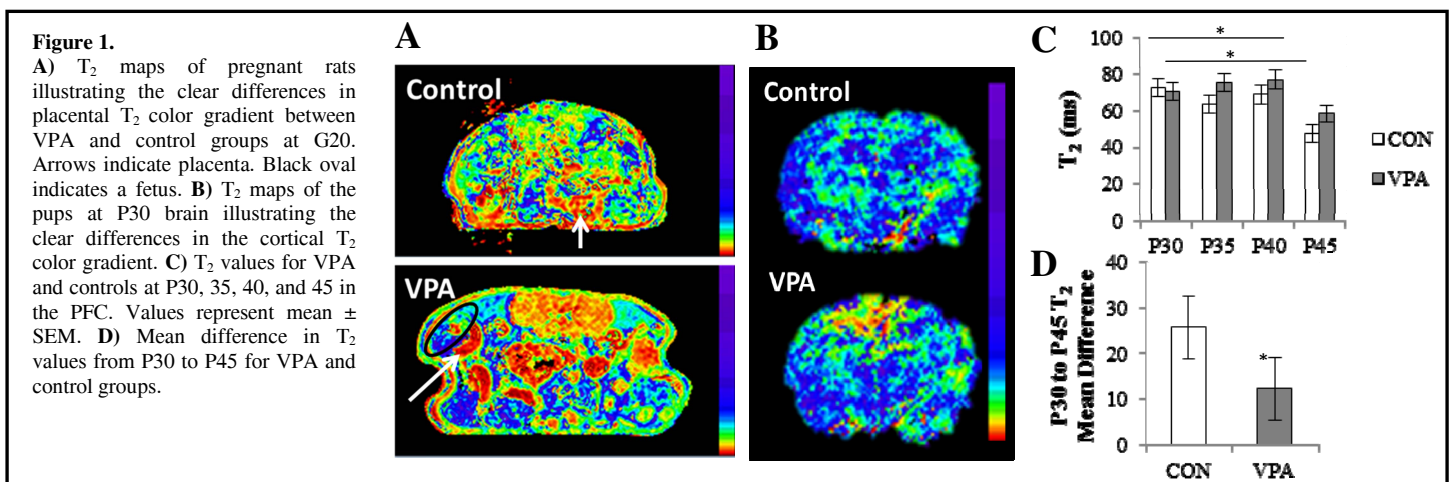 Figure 1.
A) T2 maps of pregnant rats
illustrating the clear differences in
placental T2 color gradient between
VPA and control groups at G20.
Arrows indicate placenta. Black oval
indicates a fetus. B) T2 maps of the
pups at P30 brain illustrating the
clear differences in the cortical T2
color gradient. C) T2 values for VPA
and controls at P30, 35, 40, and 45 in
the PFC. Values represent mean ±
SEM. D) Mean difference in T2
values from P30 to P45 for VPA and
control groups.
A
Control
VPA
B
Control
VPA
C
T2 (ms)
100
80
60
40
20
0
*
*
P30 P35 P40 P45
CON
VPA
D
P30 to P45 T2
Mean Difference
40
30
20
10
0
*
CON VPA